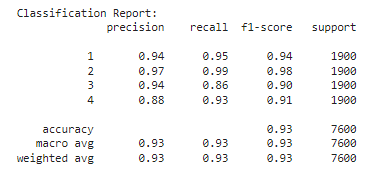 Classification Report:
precision recall f1-score support
1 0.94 0.95 0.94 1900
2 0.97 0.99 0.98 1900
3 0.94 0.86 0.90 1900
4 0.88 0.93 0.91 1900
accuracy 0.93 7600
macro avg 0.93 0.93 0.93 7600
weighted avg 0.93 0.93 0.93 7600